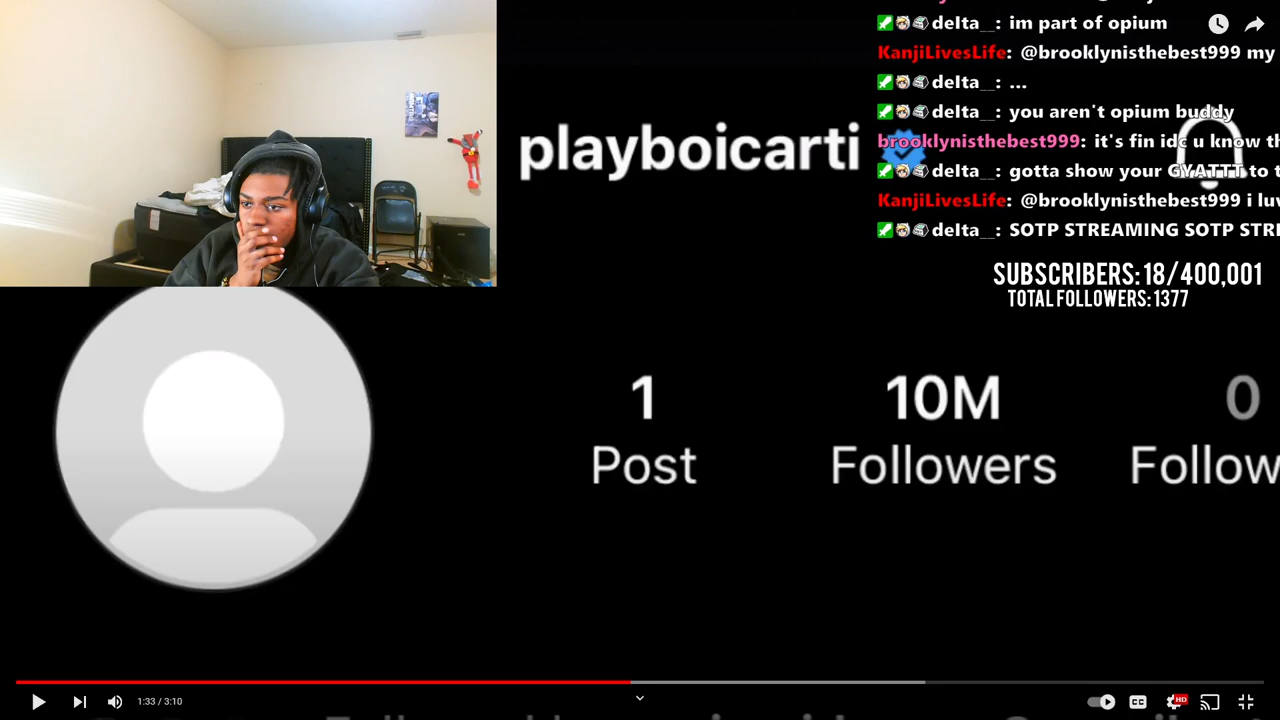 delta__: im part of opium
KanjiLivesLife: @brooklynisthebest999 my
delta__: ...
delta__: you aren't opium buddy
brooklynisthebest999: it's fin idc u know th
delta__: gotta show your GYATTT to t
KanjiLivesLife: @brooklynisthebest999 i luv
delta__: SOTP STREAMING SOTP STRE
playboicarti
SUBSCRIBERS: 18/400,001
TOTAL FOLLOWERS: 1377
1 10M 0
Post Followers Follow
1:33 / 3:10
CC HD